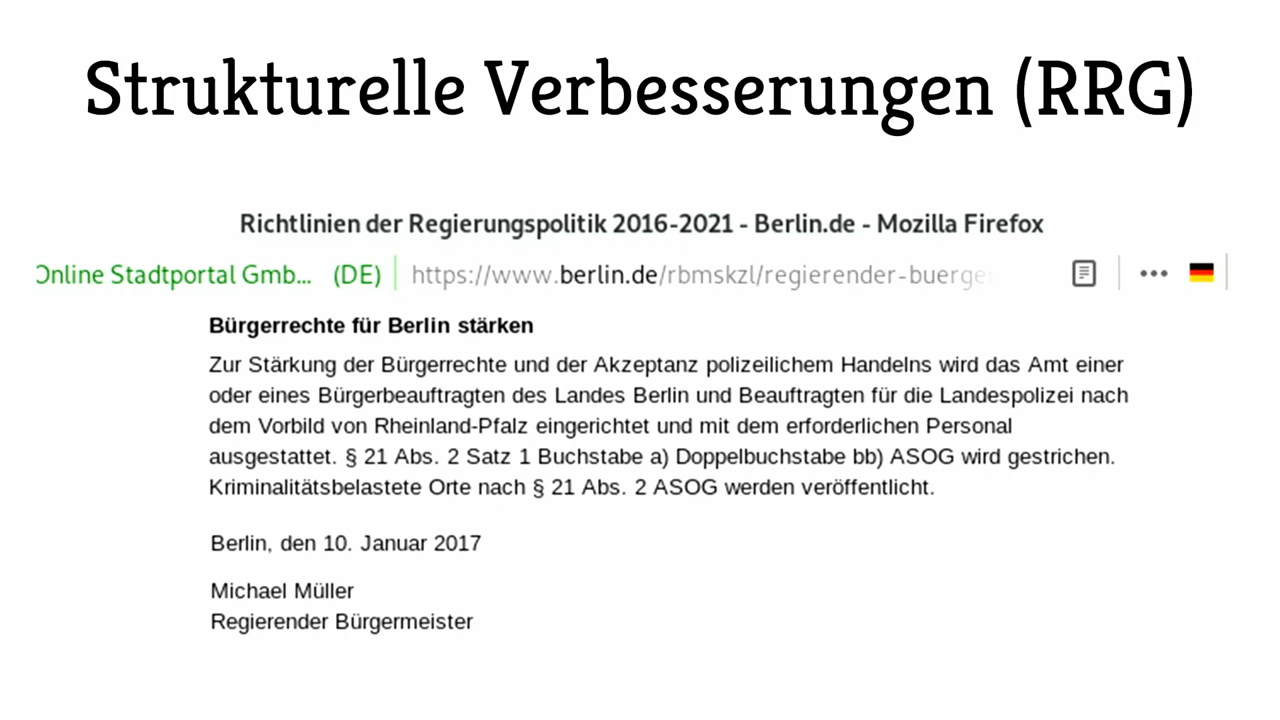 Strukturelle Verbesserungen (RRG)
Richtlinien der Regierungspolitik 2016-2021 - Berlin.de - Mozilla Firefox
Online Stadtportal Gmb... (DE) https://www.berlin.de/rbmskzl/regierender-buerge
Bürgerrechte für Berlin stärken
Zur Stärkung der Bürgerrechte und der Akzeptanz polizeilichem Handelns wird das Amt einer
oder eines Bürgerbeauftragten des Landes Berlin und Beauftragten für die Landespolizei nach
dem Vorbild von Rheinland-Pfalz eingerichtet und mit dem erforderlichen Personal
ausgestattet. § 21 Abs. 2 Satz 1 Buchstabe a) Doppelbuchstabe bb) ASOG wird gestrichen.
Kriminalitätsbelastete Orte nach § 21 Abs. 2 ASOG werden veröffentlicht.
Berlin, den 10. Januar 2017
Michael Müller
Regierender Bürgermeister